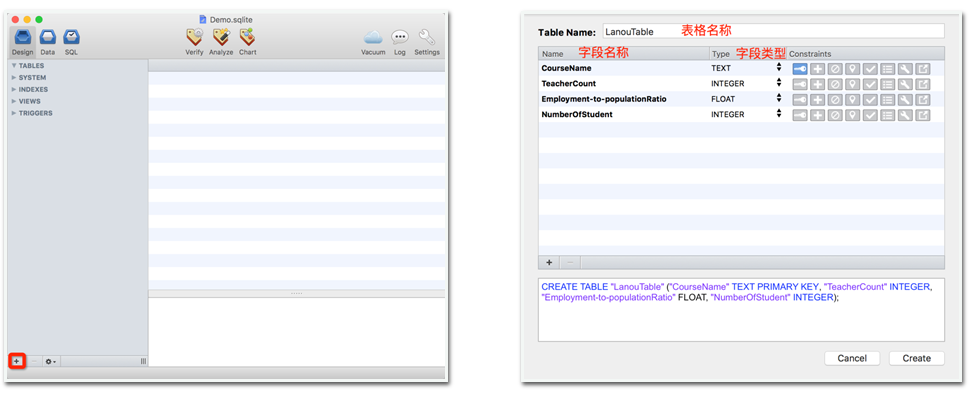 Demo.sqlite
Design Data SQL Verify Analyze Chart Vacuum Log Settings
TABLES
SYSTEM
INDEXES
VIEWS
TRIGGERS
Table Name: LanouTable 表格名称
Name 字段名称 Type 字段类型 Constraints
CourseName TEXT
TeacherCount INTEGER
Employment-to-populationRatio FLOAT
NumberOfStudent INTEGER
CREATE TABLE "LanouTable" ("CourseName" TEXT PRIMARY KEY, "TeacherCount" INTEGER,
"Employment-to-populationRatio" FLOAT, "NumberOfStudent" INTEGER);
Cancel Create